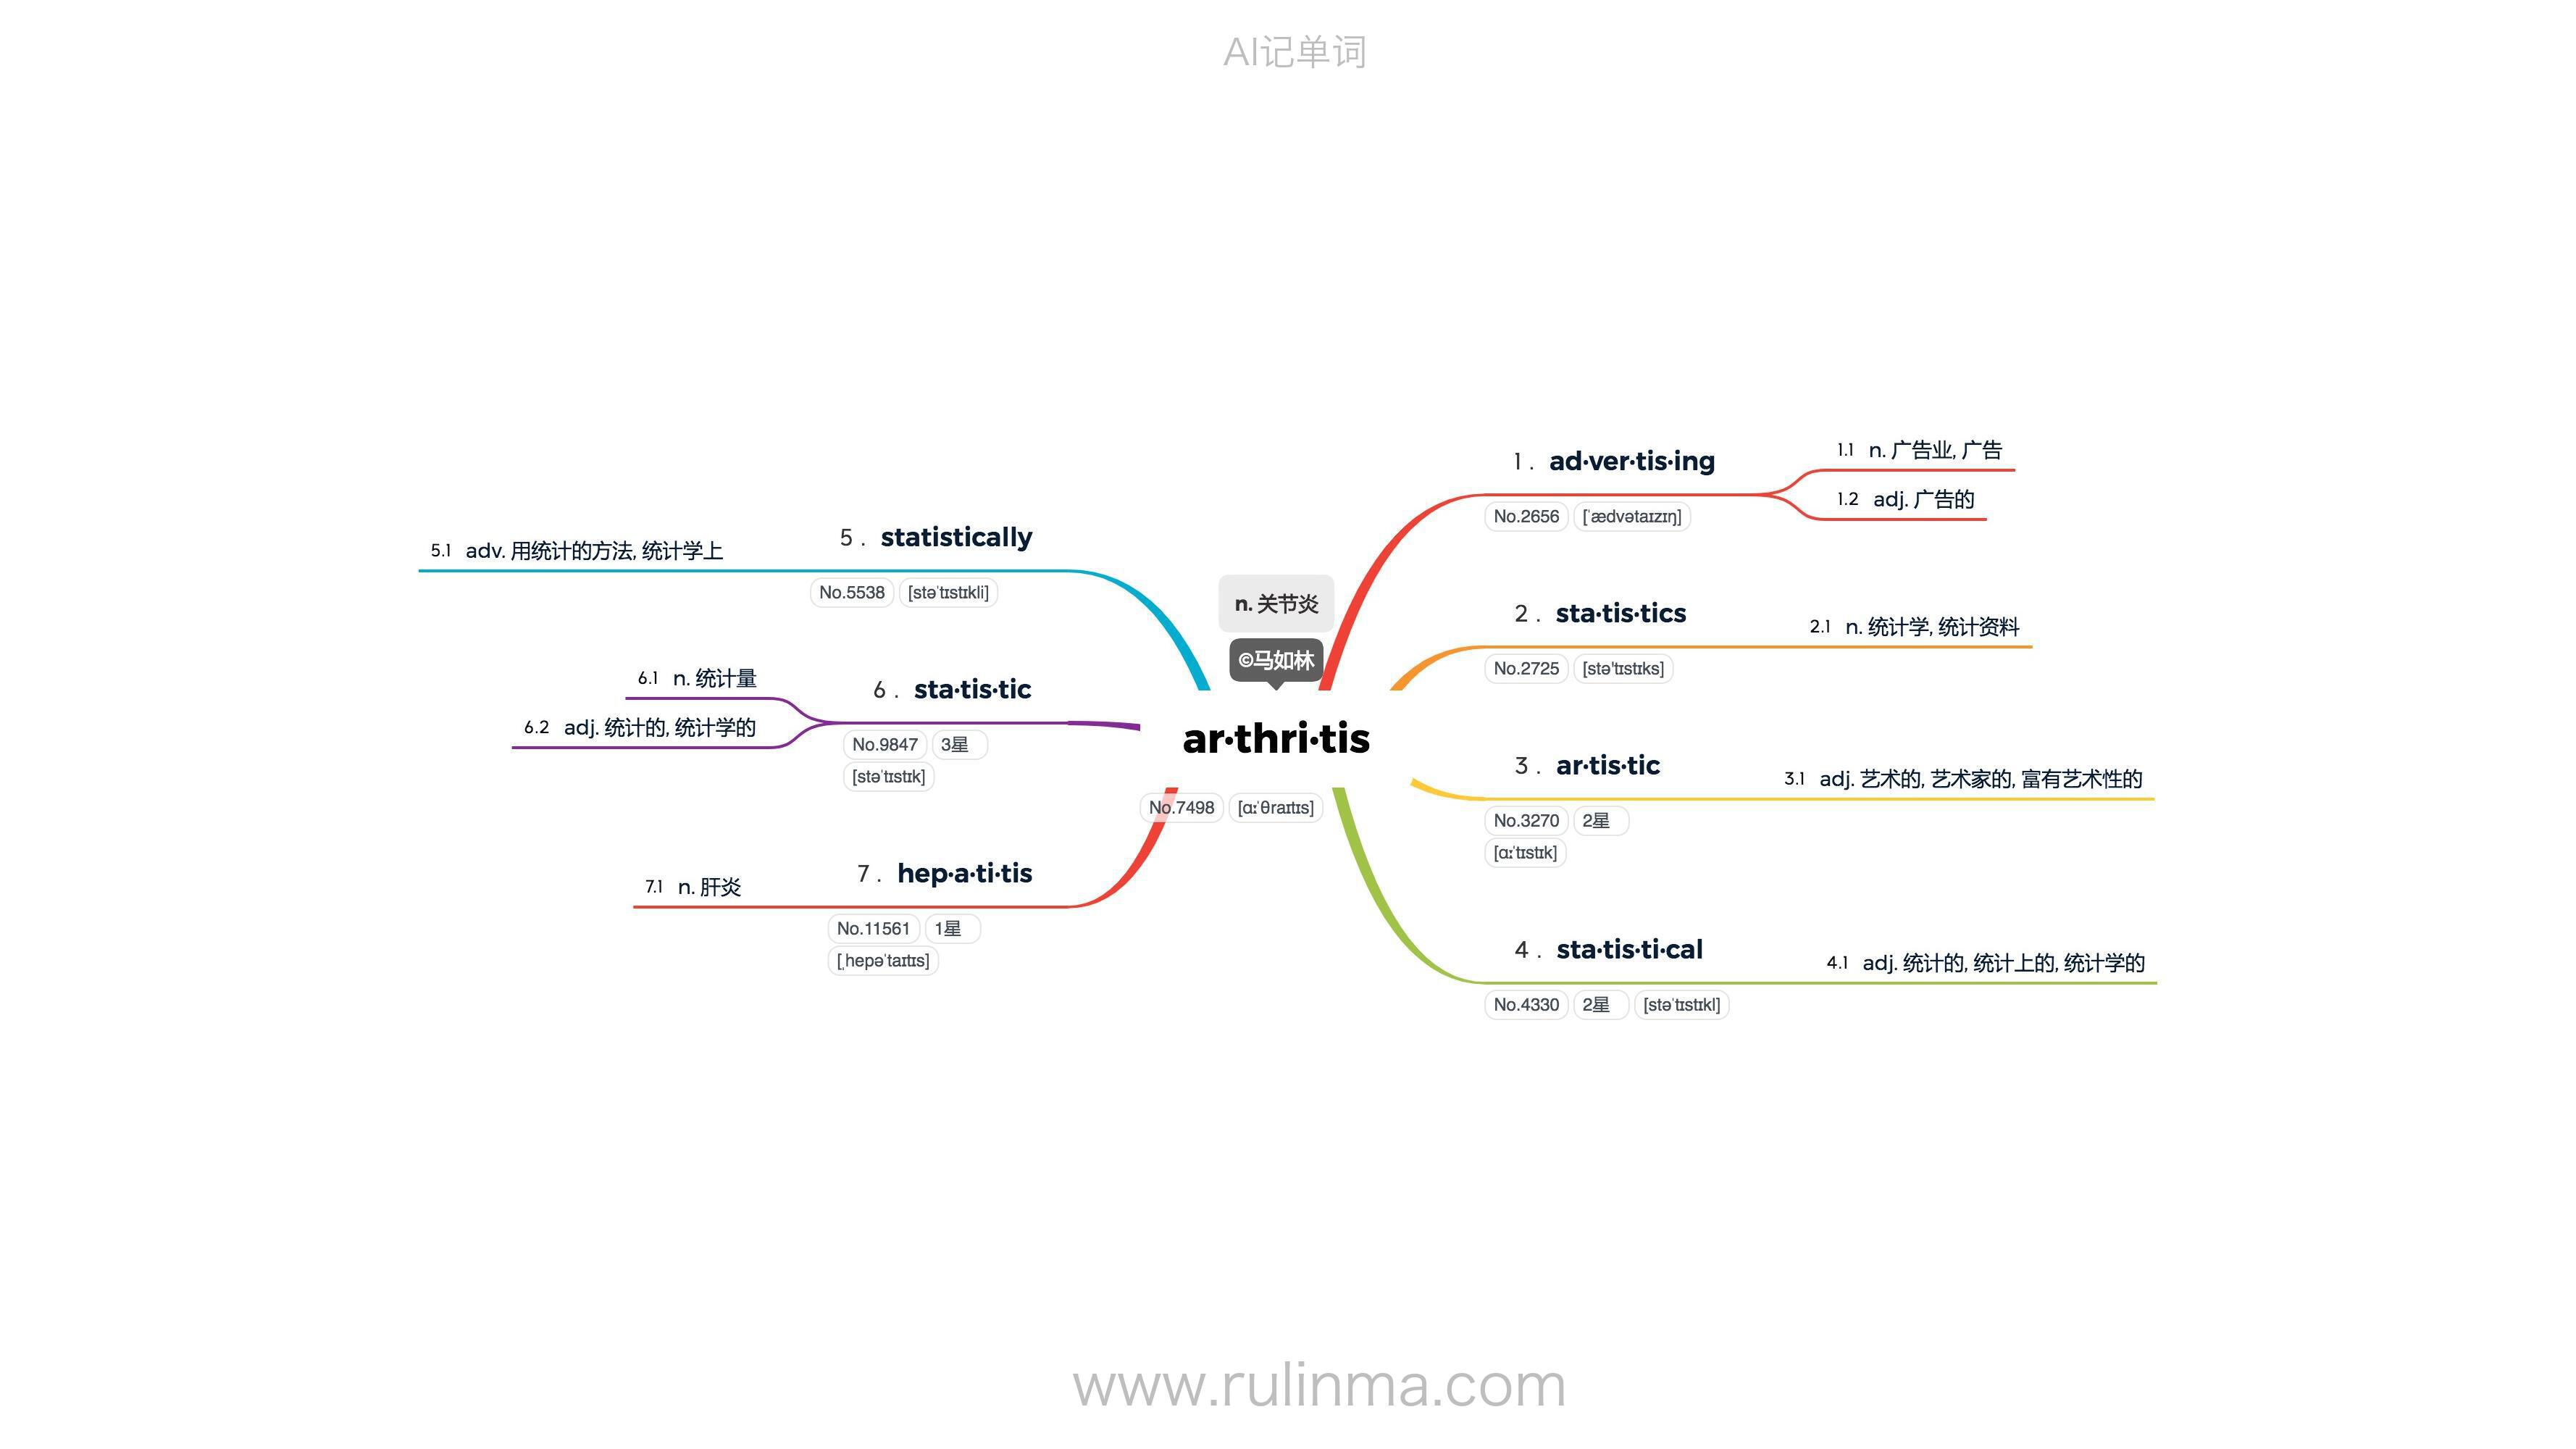 AI记单词
n. 关节炎
©马如林
ar·thri·tis
No.7498 [ɑːˈθraɪtɪs]
1 . ad·ver·tis·ing
No.2656 [ˈædvətaɪzɪŋ]
1.1 n. 广告业, 广告
1.2 adj. 广告的
2 . sta·tis·tics
No.2725 [stə'tɪstɪks]
2.1 n. 统计学, 统计资料
3 . ar·tis·tic
No.3270 2星
[ɑːˈtɪstɪk]
3.1 adj. 艺术的, 艺术家的, 富有艺术性的
4 . sta·tis·ti·cal
No.4330 2星 [stəˈtɪstɪkl]
4.1 adj. 统计的, 统计上的, 统计学的
5 . statistically
No.5538 [stəˈtɪstɪkli]
5.1 adv. 用统计的方法, 统计学上
6 . sta·tis·tic
No.9847 3星
[stəˈtɪstɪk]
6.1 n. 统计量
6.2 adj. 统计的, 统计学的
7 . hep·a·ti·tis
No.11561 1星
[ˌhepəˈtaɪtɪs]
7.1 n. 肝炎
www.rulinma.com